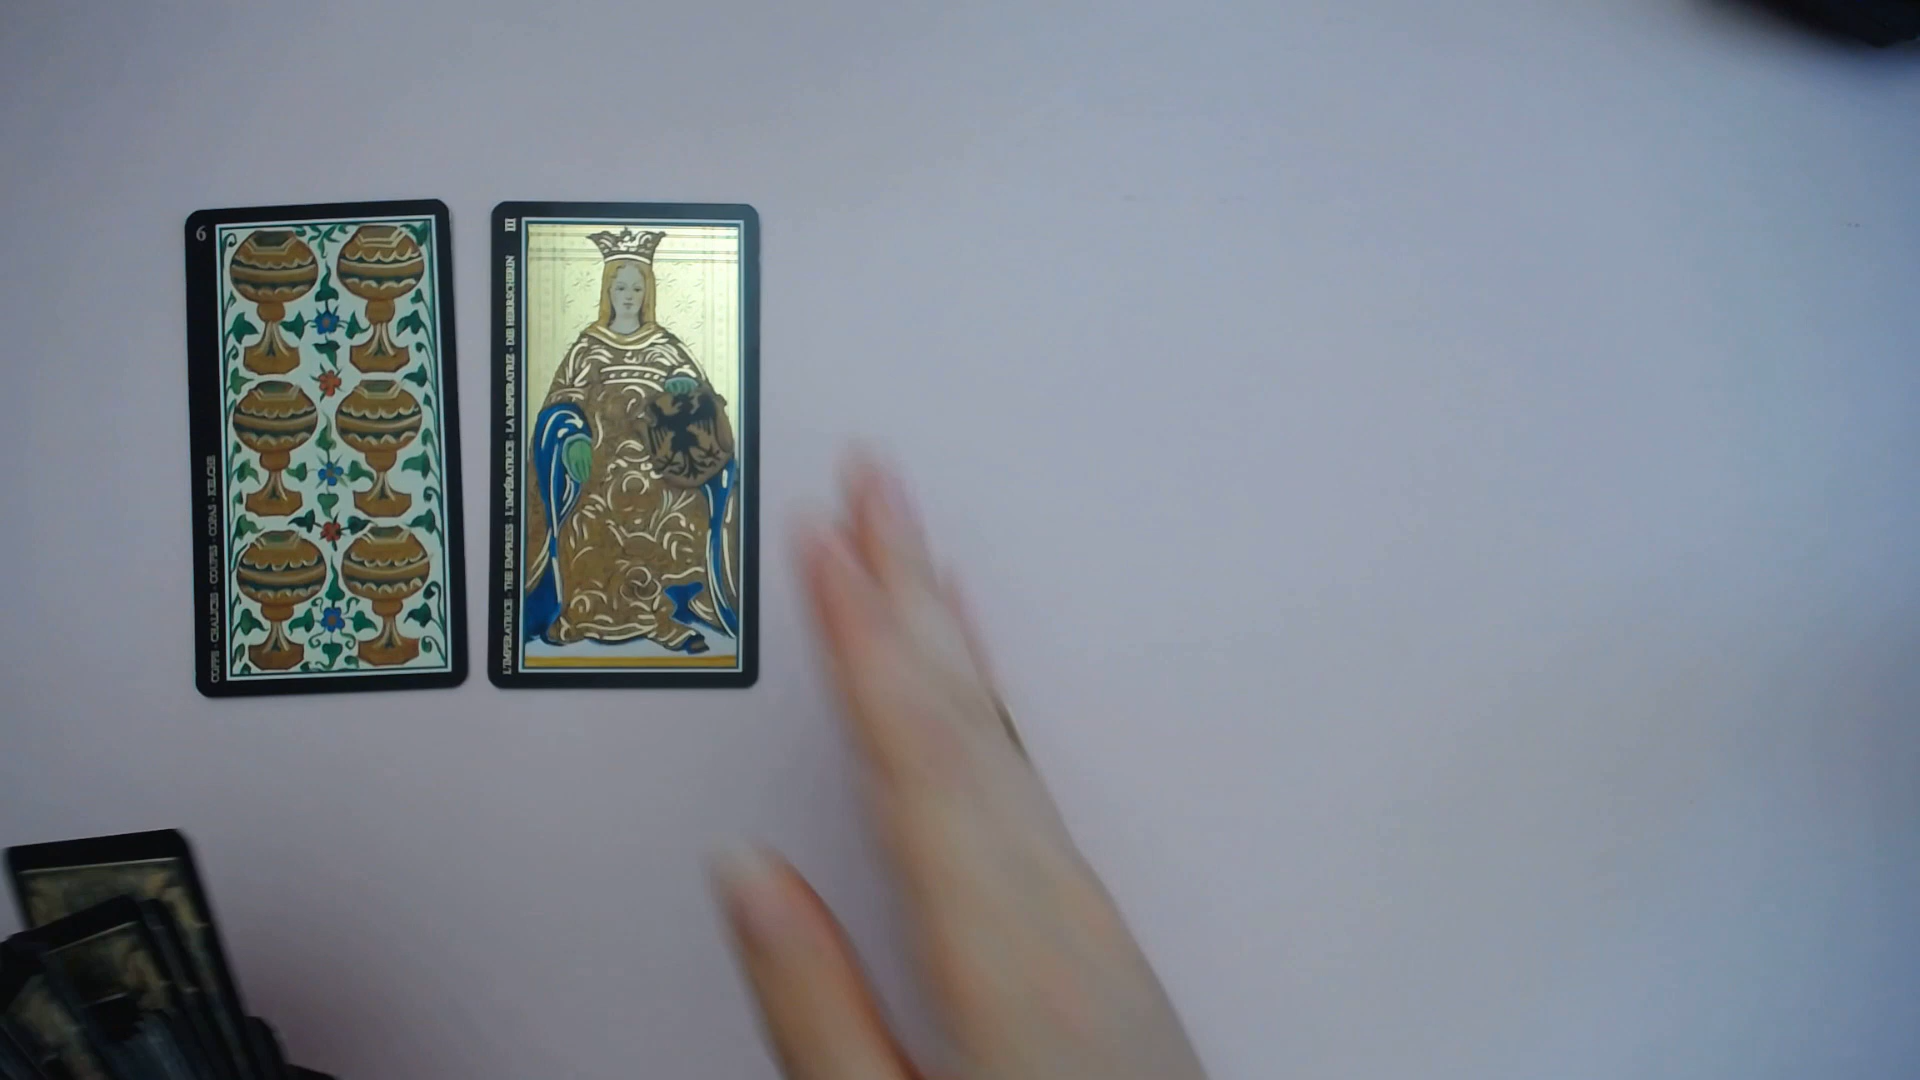 6
COPPE - CHALICES - COUPES - COPAS - KELCHE
III
L'IMPERATRICE - THE EMPRESS - L'IMPÉRATRICE - LA EMPERATRIZ - DIE HERRSCHERIN